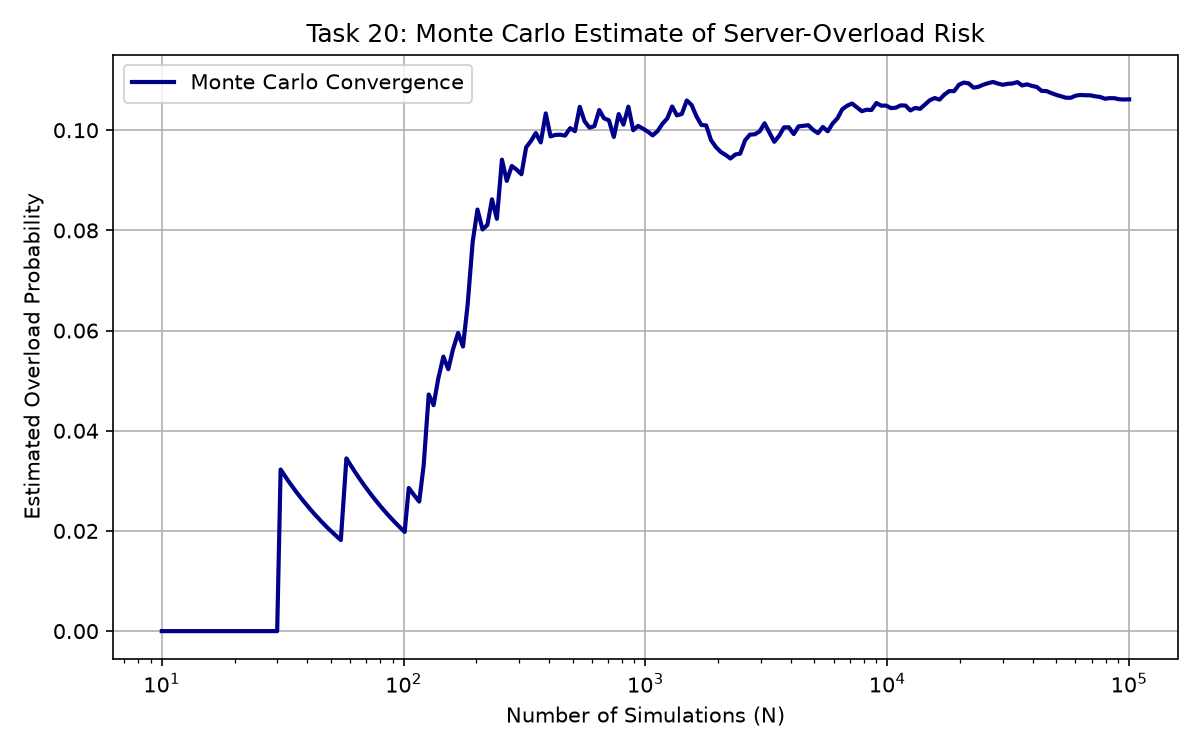 Task 20: Monte Carlo Estimate of Server-Overload Risk
Monte Carlo Convergence
Estimated Overload Probability
0.10
0.08
0.06
0.04
0.02
0.00
10¹
10²
10³
10⁴
10⁵
Number of Simulations (N)